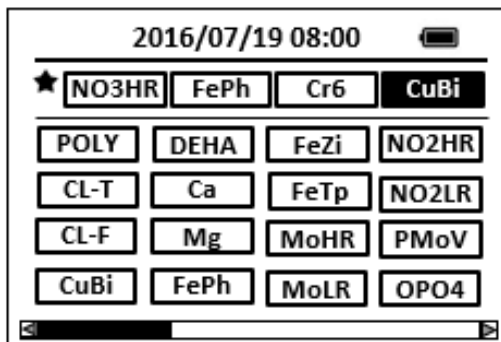 2016/07/19 08:00
NO3HR FePh Cr6 CuBi
POLY DEHA FeZi NO2HR
CL-T Ca FeTp NO2LR
CL-F Mg MoHR PMoV
CuBi FePh MoLR OPO4